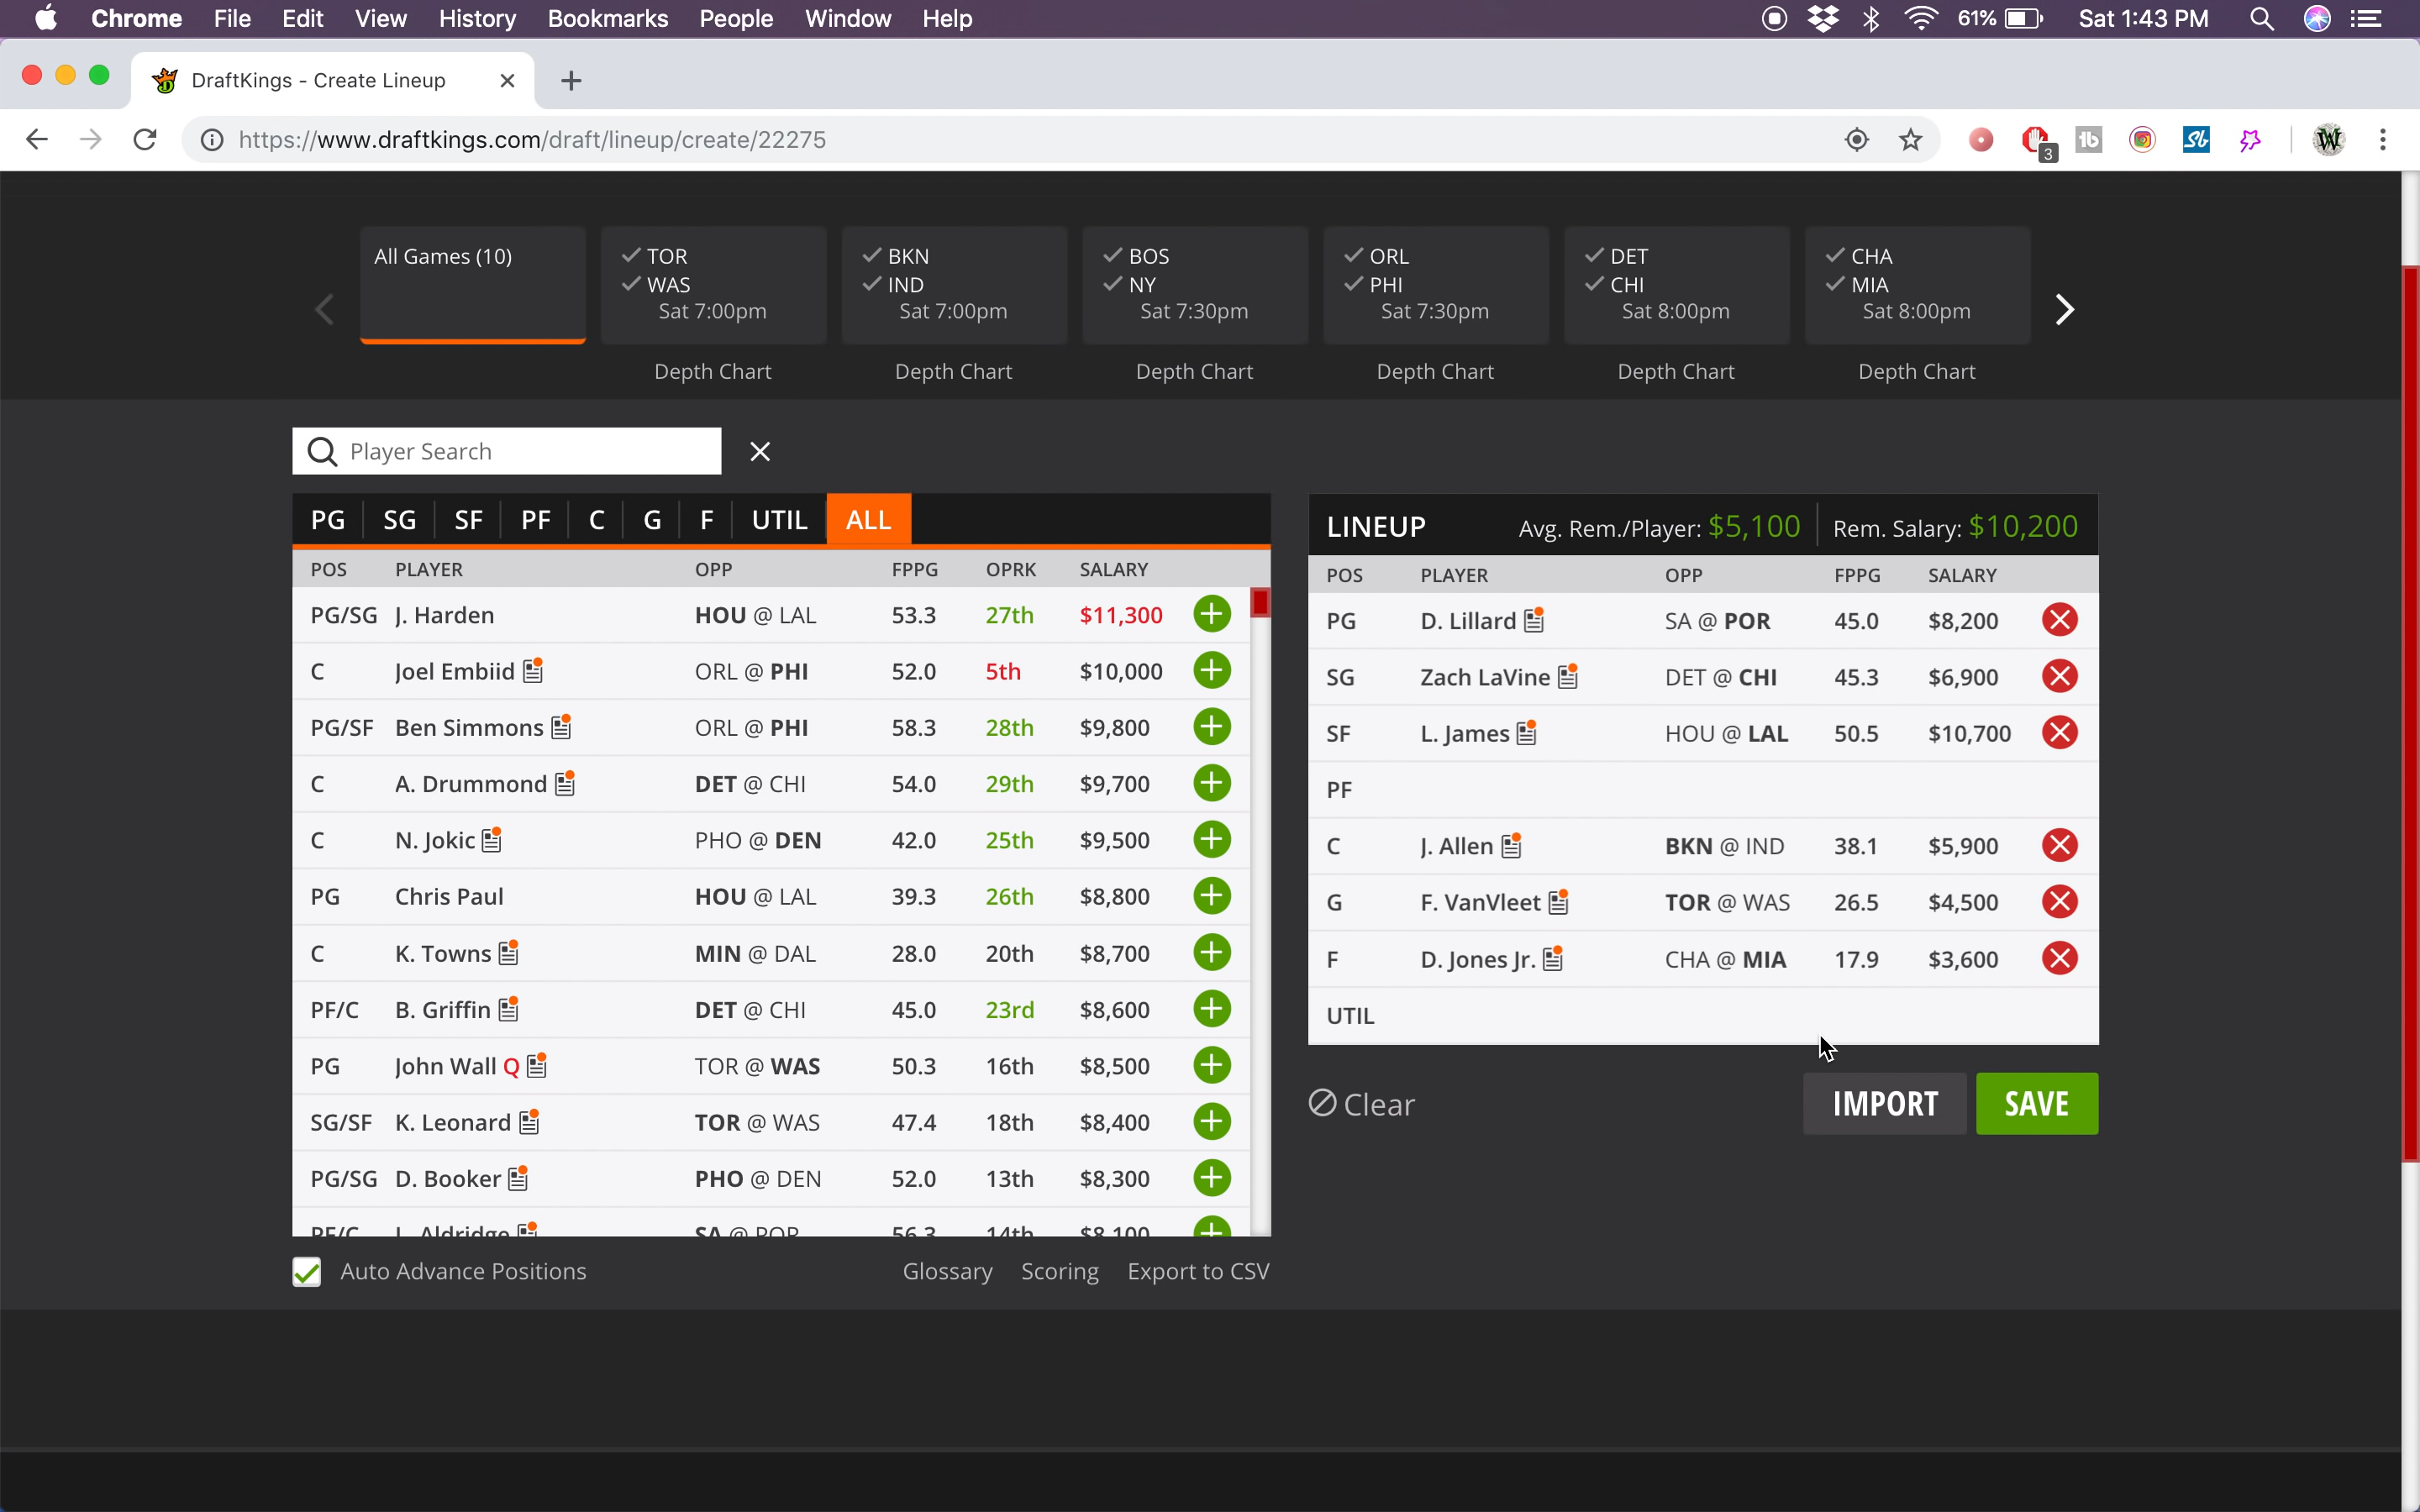 Chrome File Edit View History Bookmarks People Window Help 61% Sat 1:43 PM
DraftKings - Create Lineup
https://www.draftkings.com/draft/lineup/create/22275
3
All Games (10)
TOR
WAS
Sat 7:00pm
Depth Chart
BKN
IND
Sat 7:00pm
Depth Chart
BOS
NY
Sat 7:30pm
Depth Chart
ORL
PHI
Sat 7:30pm
Depth Chart
DET
CHI
Sat 8:00pm
Depth Chart
CHA
MIA
Sat 8:00pm
Depth Chart
Player Search
PG SG SF PF C G F UTIL ALL
POS PLAYER OPP FPPG OPRK SALARY
PG/SG J. Harden HOU @ LAL 53.3 27th $11,300
C Joel Embiid ORL @ PHI 52.0 5th $10,000
PG/SF Ben Simmons ORL @ PHI 58.3 28th $9,800
C A. Drummond DET @ CHI 54.0 29th $9,700
C N. Jokic PHO @ DEN 42.0 25th $9,500
PG Chris Paul HOU @ LAL 39.3 26th $8,800
C K. Towns MIN @ DAL 28.0 20th $8,700
PF/C B. Griffin DET @ CHI 45.0 23rd $8,600
PG John Wall Q TOR @ WAS 50.3 16th $8,500
SG/SF K. Leonard TOR @ WAS 47.4 18th $8,400
PG/SG D. Booker PHO @ DEN 52.0 13th $8,300
PF/C L. Aldridge SA @ POR 56.3 14th $8,100
Auto Advance Positions Glossary Scoring Export to CSV
LINEUP Avg. Rem./Player: $5,100 Rem. Salary: $10,200
POS PLAYER OPP FPPG SALARY
PG D. Lillard SA @ POR 45.0 $8,200
SG Zach LaVine DET @ CHI 45.3 $6,900
SF L. James HOU @ LAL 50.5 $10,700
PF
C J. Allen BKN @ IND 38.1 $5,900
G F. VanVleet TOR @ WAS 26.5 $4,500
F D. Jones Jr. CHA @ MIA 17.9 $3,600
UTIL
Clear IMPORT SAVE